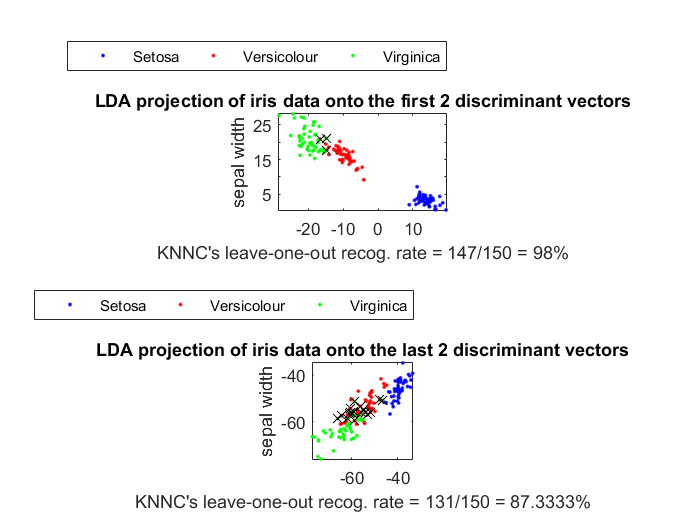 Setosa Versicolour Virginica
LDA projection of iris data onto the first 2 discriminant vectors
25
15
5
sepal width
-20 -10 0 10
KNNC's leave-one-out recog. rate = 147/150 = 98%
Setosa Versicolour Virginica
LDA projection of iris data onto the last 2 discriminant vectors
-40
-60
sepal width
-60 -40
KNNC's leave-one-out recog. rate = 131/150 = 87.3333%